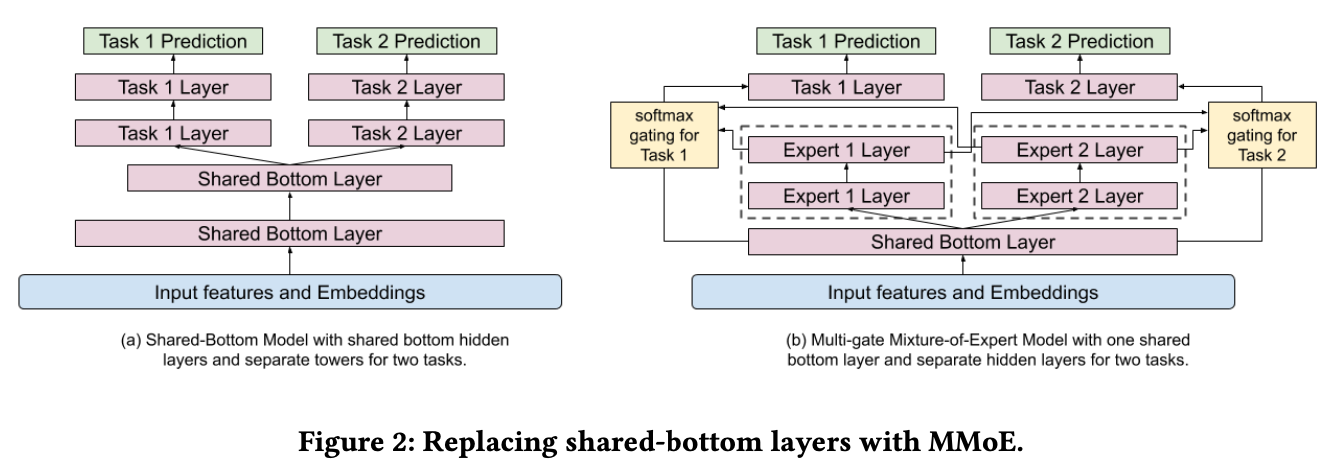 Task 1 Prediction
Task 2 Prediction
Task 1 Layer
Task 2 Layer
Task 1 Layer
Task 2 Layer
Shared Bottom Layer
Shared Bottom Layer
Input features and Embeddings
(a) Shared-Bottom Model with shared bottom hidden
layers and separate towers for two tasks.
Task 1 Prediction
Task 2 Prediction
Task 1 Layer
Task 2 Layer
softmax
gating for
Task 1
Expert 1 Layer
Expert 2 Layer
softmax
gating for
Task 2
Expert 1 Layer
Expert 2 Layer
Shared Bottom Layer
Input features and Embeddings
(b) Multi-gate Mixture-of-Expert Model with one shared
bottom layer and separate hidden layers for two tasks.
Figure 2: Replacing shared-bottom layers with MMoE.